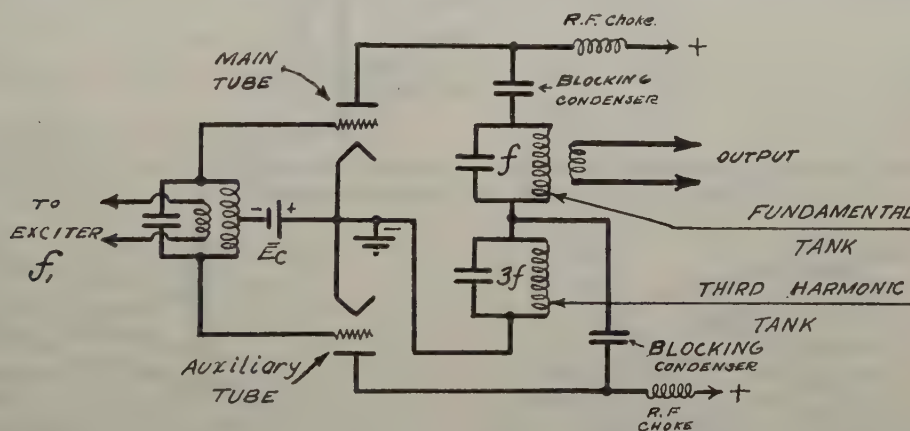 R.F. Choke.
+
MAIN
TUBE
BLOCKING
CONDENSER
f
OUTPUT
TO
EXCITER
f,
- +
EC
-
FUNDAMENTAL
TANK
3f
THIRD HARMONIC
TANK
Auxiliary
TUBE
BLOCKING
CONDENSER
+
R.F
CHOKE